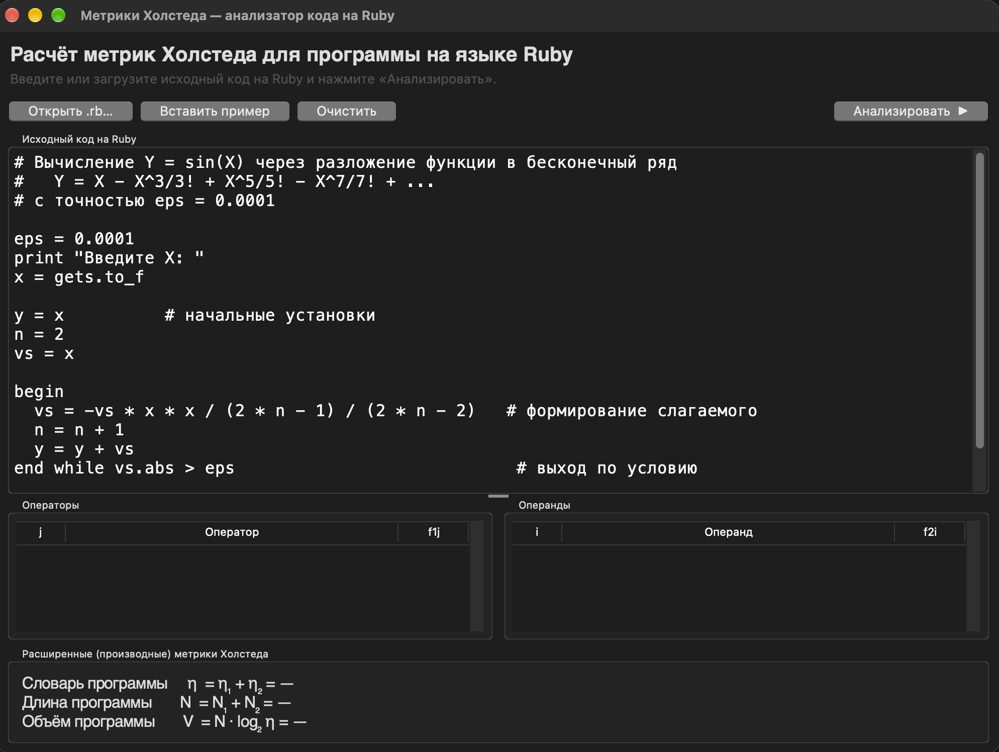 Метрики Холстеда — анализатор кода на Ruby
Расчёт метрик Холстеда для программы на языке Ruby
Введите или загрузите исходный код на Ruby и нажмите «Анализировать».
Открыть .rb... Вставить пример Очистить Анализировать ▶
Исходный код на Ruby
# Вычисление Y = sin(X) через разложение функции в бесконечный ряд
#   Y = X - X^3/3! + X^5/5! - X^7/7! + ...
# с точностью eps = 0.0001
eps = 0.0001
print "Введите X: "
x = gets.to_f
y = x          # начальные установки
n = 2
vs = x
begin
  vs = -vs * x * x / (2 * n - 1) / (2 * n - 2)   # формирование слагаемого
  n = n + 1
  y = y + vs
end while vs.abs > eps                            # выход по условию
Операторы Операнды
j Оператор f1j i Операнд f2i
Расширенные (производные) метрики Холстеда
Словарь программы η = η₁ + η₂ = —
Длина программы N = N₁ + N₂ = —
Объём программы V = N · log₂ η = —